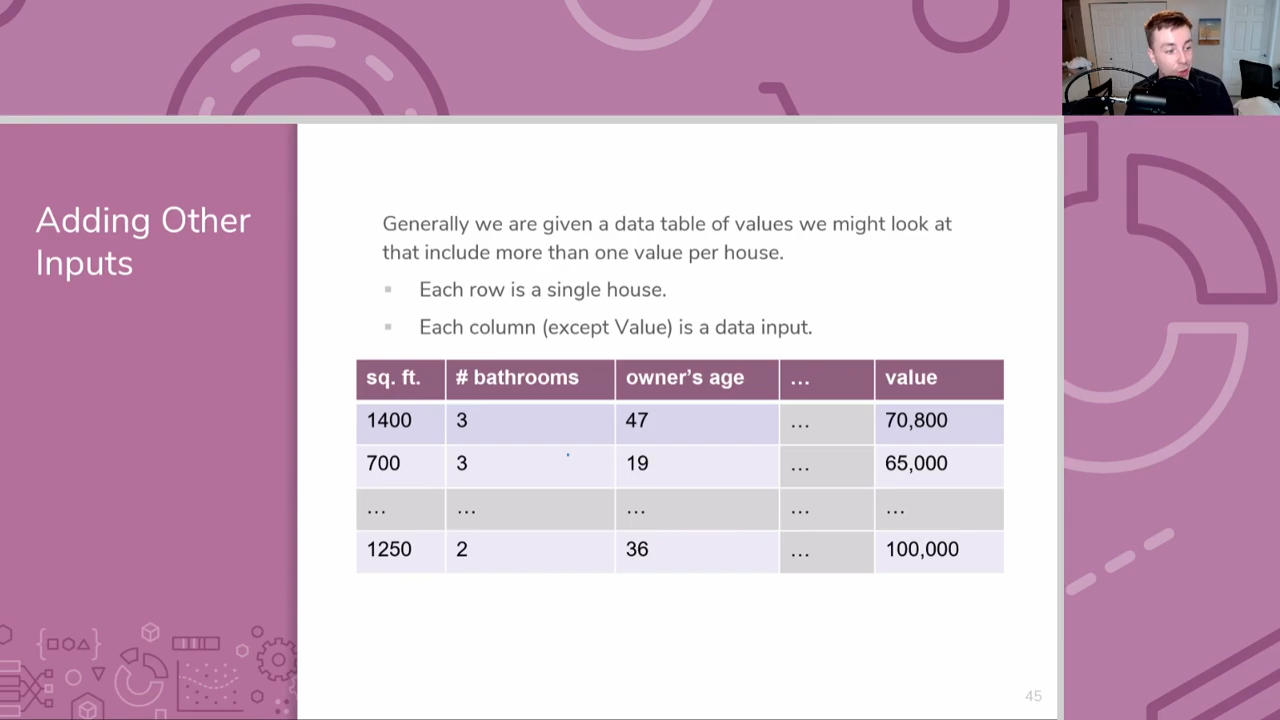 Adding Other
Inputs
Generally we are given a data table of values we might look at
that include more than one value per house.
▪ Each row is a single house.
▪ Each column (except Value) is a data input.
sq. ft. # bathrooms owner's age … value
1400 3 47 … 70,800
700 3 19 … 65,000
… … … … …
1250 2 36 … 100,000
45